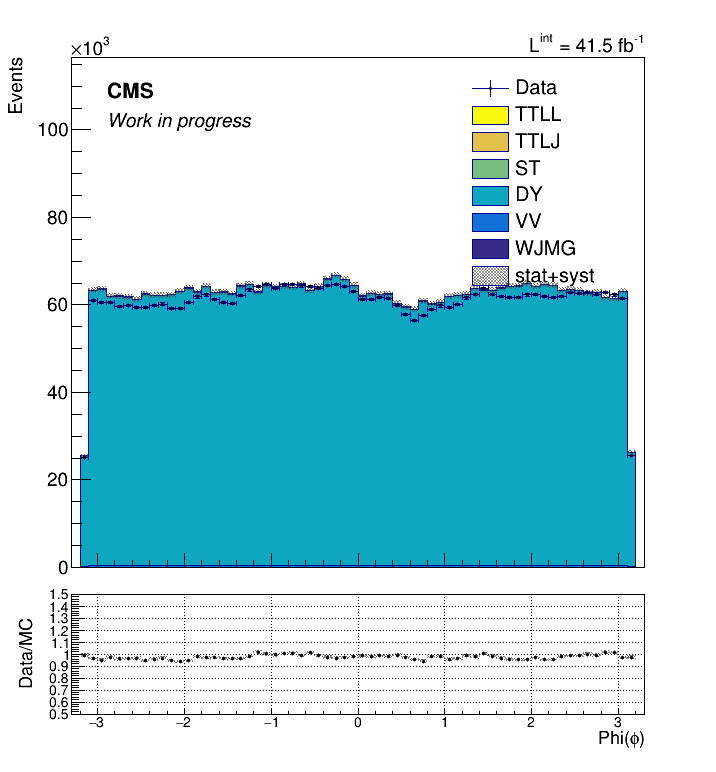 ×10³
L^int = 41.5 fb⁻¹
Events
CMS
Work in progress
Data
TTLL
TTLJ
ST
DY
VV
WJMG
stat+syst
100
80
60
40
20
0
Data/MC
1.5
1.4
1.3
1.2
1.1
1
0.9
0.8
0.7
0.6
0.5
−3 −2 −1 0 1 2 3
Phi(ϕ)